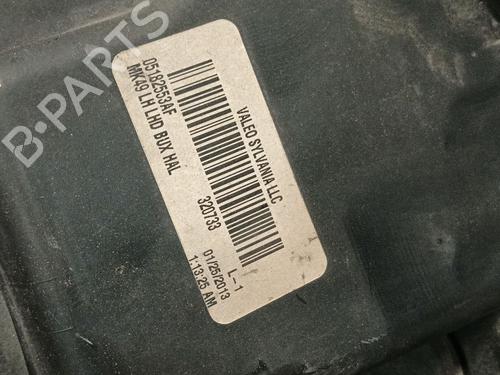 VALEO SYLVANIA LLC
05182553AF
MK49 LH LHD BUX HAL
320733
L-1
01/25/2013
1:13:25 AM
B-PARTS